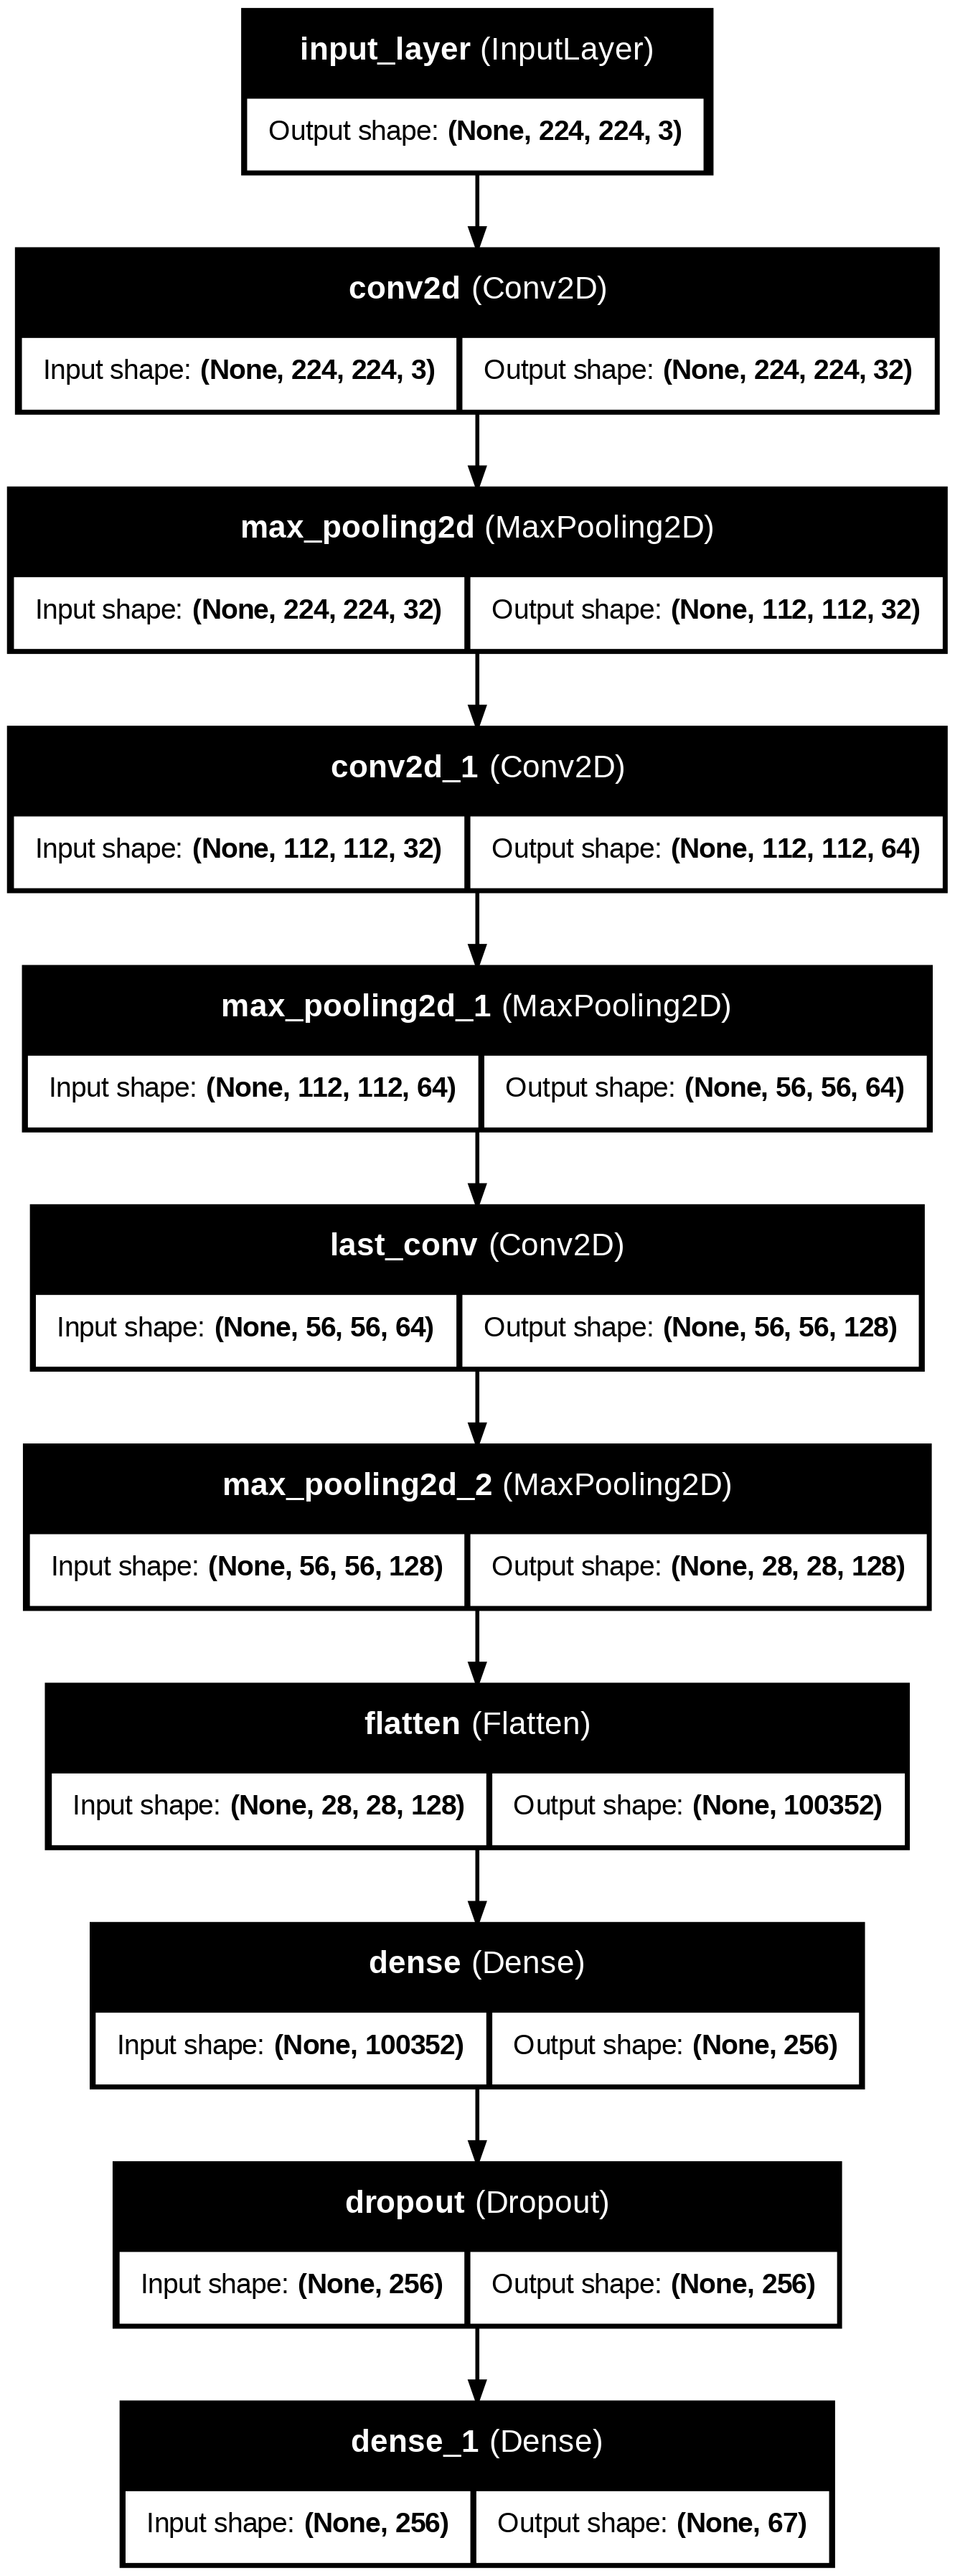 input_layer (InputLayer)
Output shape: (None, 224, 224, 3)
conv2d (Conv2D)
Input shape: (None, 224, 224, 3) Output shape: (None, 224, 224, 32)
max_pooling2d (MaxPooling2D)
Input shape: (None, 224, 224, 32) Output shape: (None, 112, 112, 32)
conv2d_1 (Conv2D)
Input shape: (None, 112, 112, 32) Output shape: (None, 112, 112, 64)
max_pooling2d_1 (MaxPooling2D)
Input shape: (None, 112, 112, 64) Output shape: (None, 56, 56, 64)
last_conv (Conv2D)
Input shape: (None, 56, 56, 64) Output shape: (None, 56, 56, 128)
max_pooling2d_2 (MaxPooling2D)
Input shape: (None, 56, 56, 128) Output shape: (None, 28, 28, 128)
flatten (Flatten)
Input shape: (None, 28, 28, 128) Output shape: (None, 100352)
dense (Dense)
Input shape: (None, 100352) Output shape: (None, 256)
dropout (Dropout)
Input shape: (None, 256) Output shape: (None, 256)
dense_1 (Dense)
Input shape: (None, 256) Output shape: (None, 67)